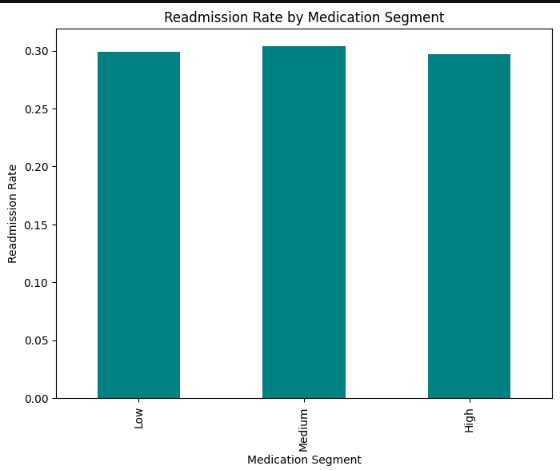 Readmission Rate by Medication Segment
0.30
0.25
0.20
0.15
0.10
0.05
0.00
Readmission Rate
Low
Medium
High
Medication Segment